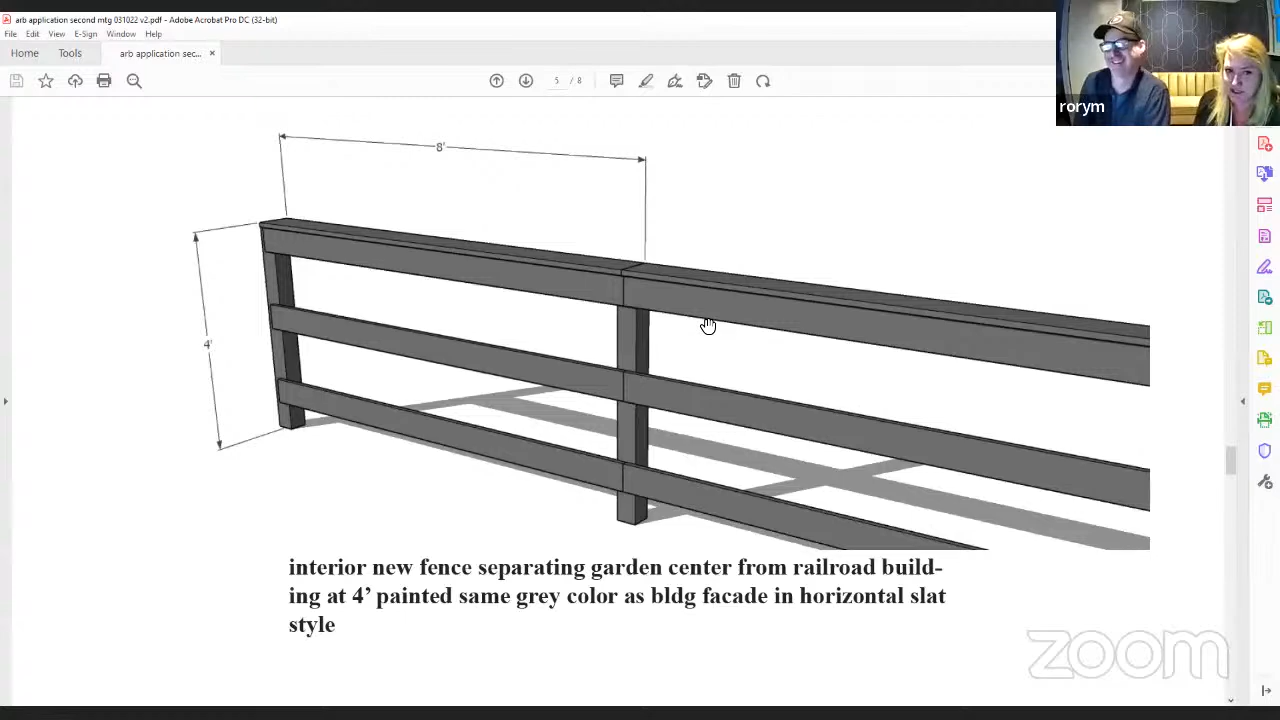 arb application second mtg 031022 v2.pdf - Adobe Acrobat Pro DC (32-bit)
File Edit View E-Sign Window Help
Home Tools arb application sec... ×
5 / 8
rorym
8'
4'
interior new fence separating garden center from railroad build-
ing at 4’ painted same grey color as bldg facade in horizontal slat
style
zoom